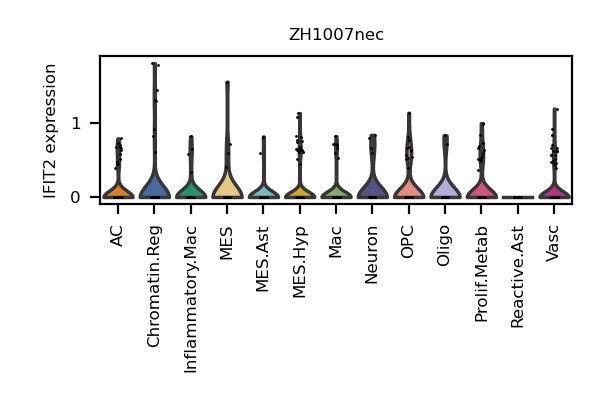 ZH1007nec
IFIT2 expression
1
0
AC
Chromatin.Reg
Inflammatory.Mac
MES
MES.Ast
MES.Hyp
Mac
Neuron
OPC
Oligo
Prolif.Metab
Reactive.Ast
Vasc